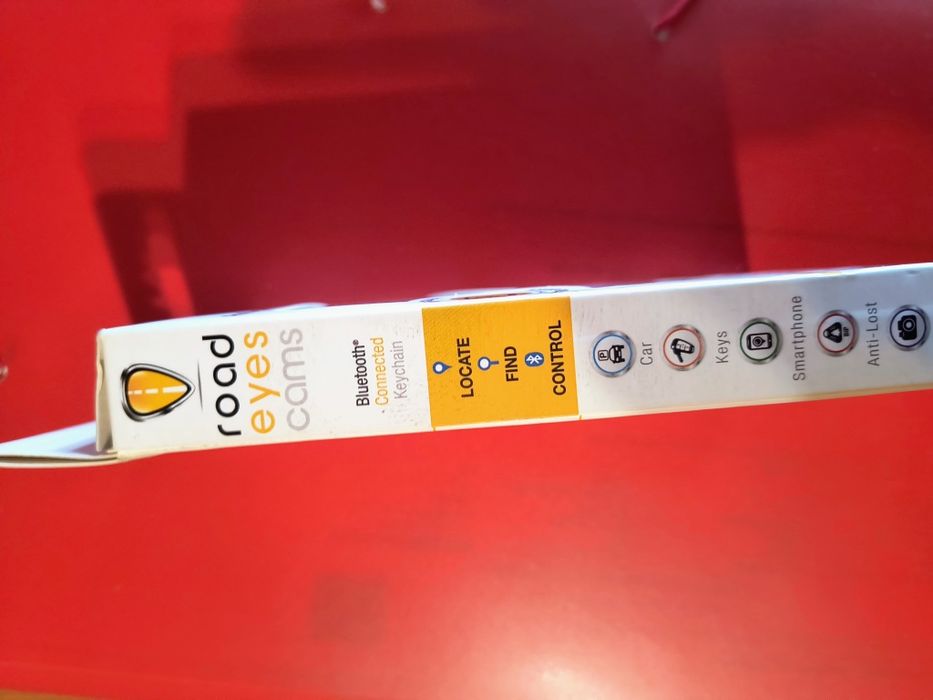 road
eyes
cams
Bluetooth®
Connected
Keychain
LOCATE
FIND
CONTROL
Car
Keys
Smartphone
Anti-Lost